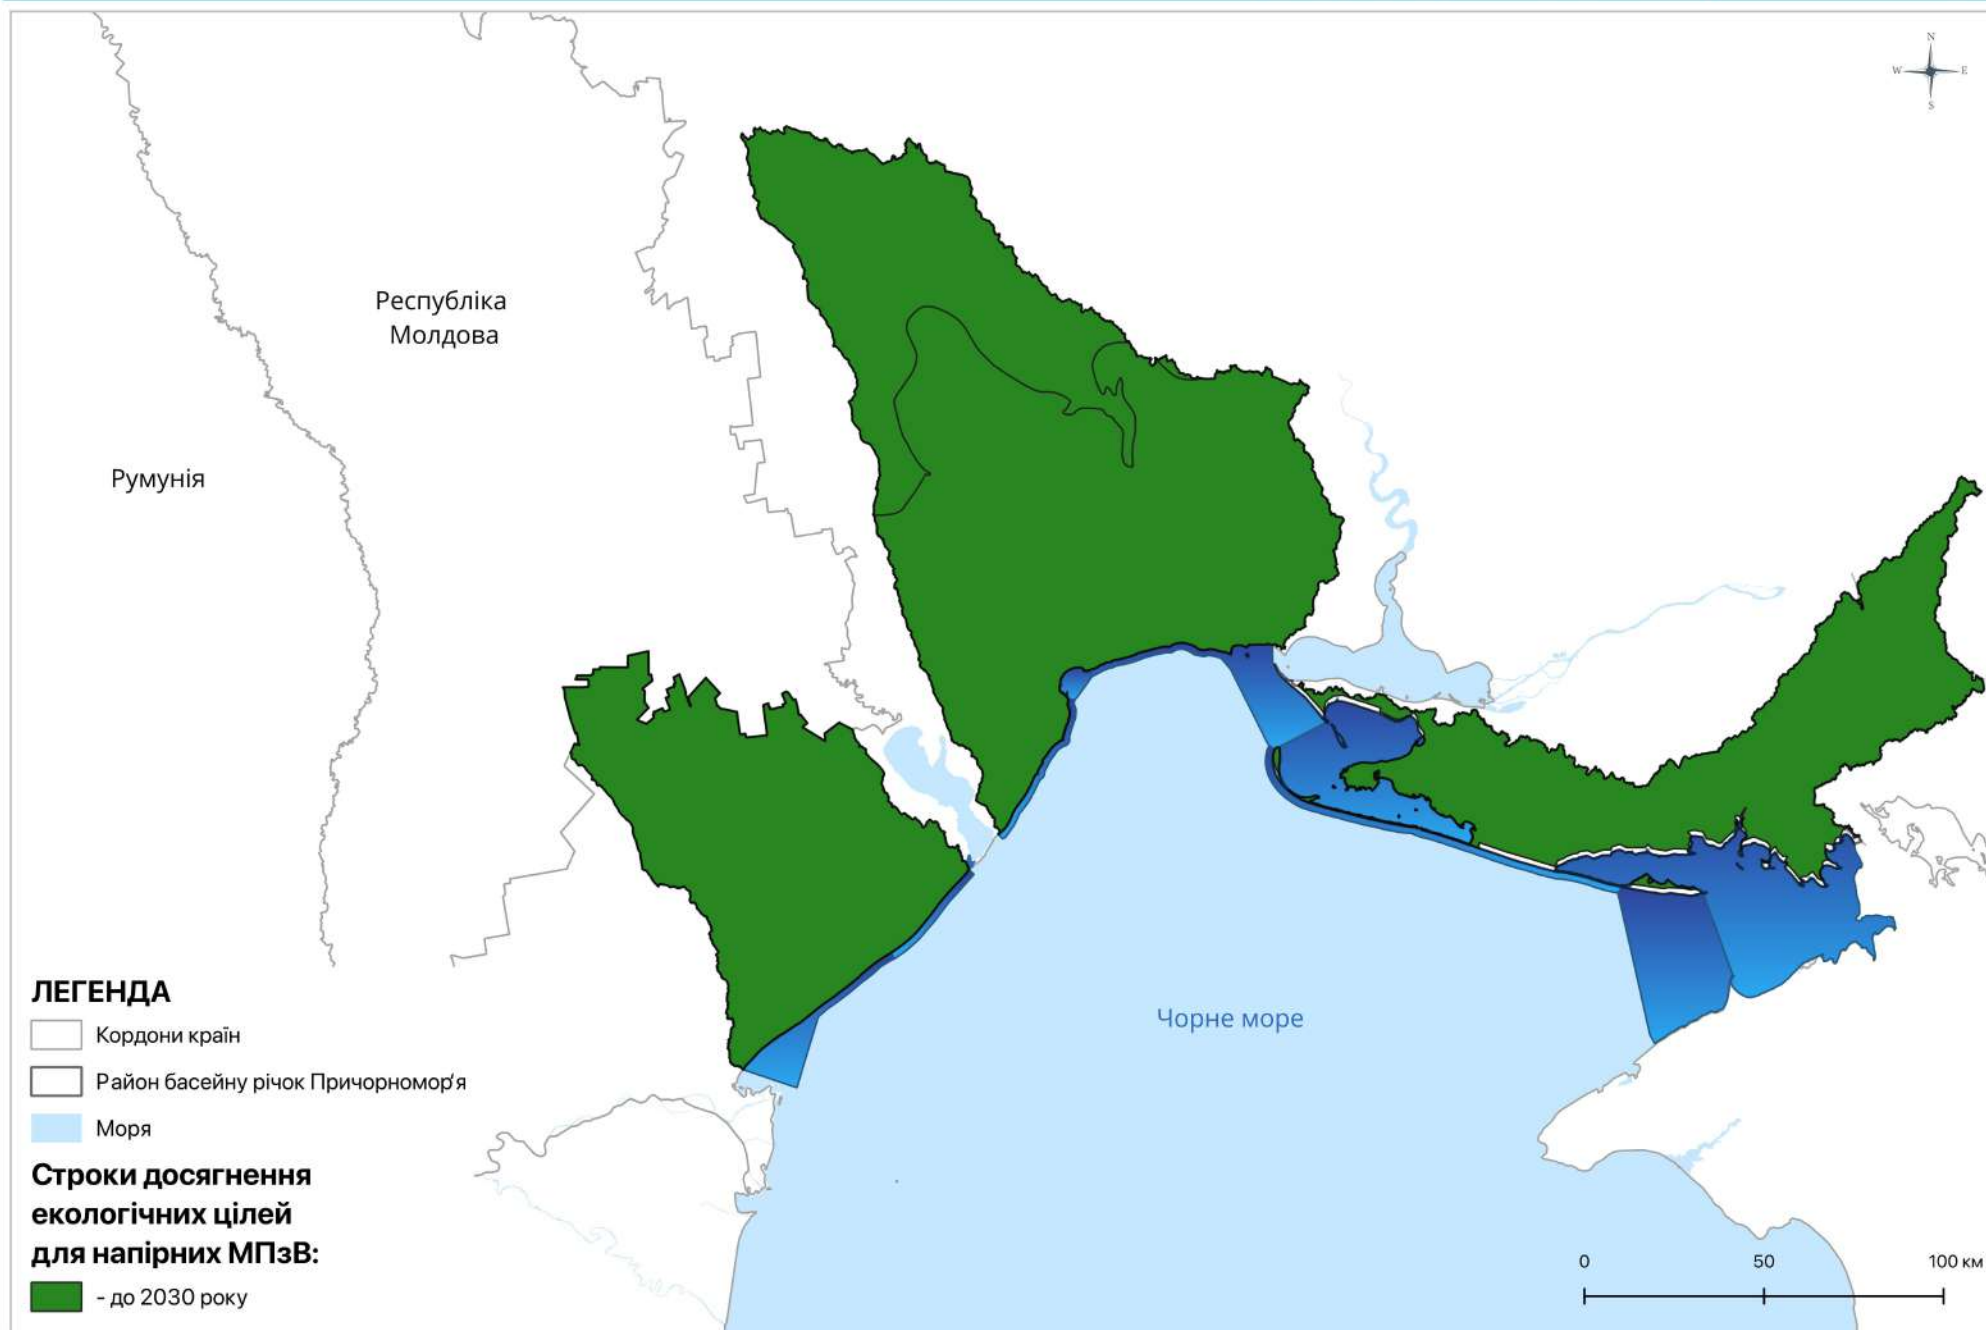 N
W E
S
Республіка
Молдова
Румунія
Чорне море
ЛЕГЕНДА
Кордони країн
Район басейну річок Причорномор'я
Моря
Строки досягнення
екологічних цілей
для напірних МПзВ:
- до 2030 року
0 50 100 км